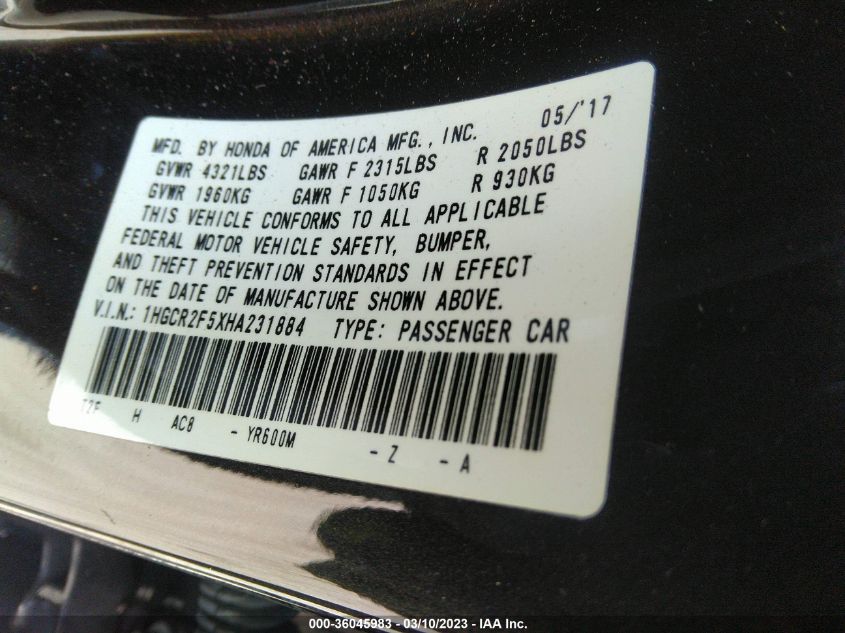 05/'17
MFD. BY HONDA OF AMERICA MFG., INC.
GVWR 4321LBS GAWR F 2315LBS R 2050LBS
GVWR 1960KG GAWR F 1050KG R 930KG
THIS VEHICLE CONFORMS TO ALL APPLICABLE
FEDERAL MOTOR VEHICLE SAFETY, BUMPER,
AND THEFT PREVENTION STANDARDS IN EFFECT
ON THE DATE OF MANUFACTURE SHOWN ABOVE.
V.I.N.: 1HGCR2F5XHA231884 TYPE: PASSENGER CAR
H AC8 - YR600M - Z - A
000-36045983 - 03/10/2023 - IAA Inc.